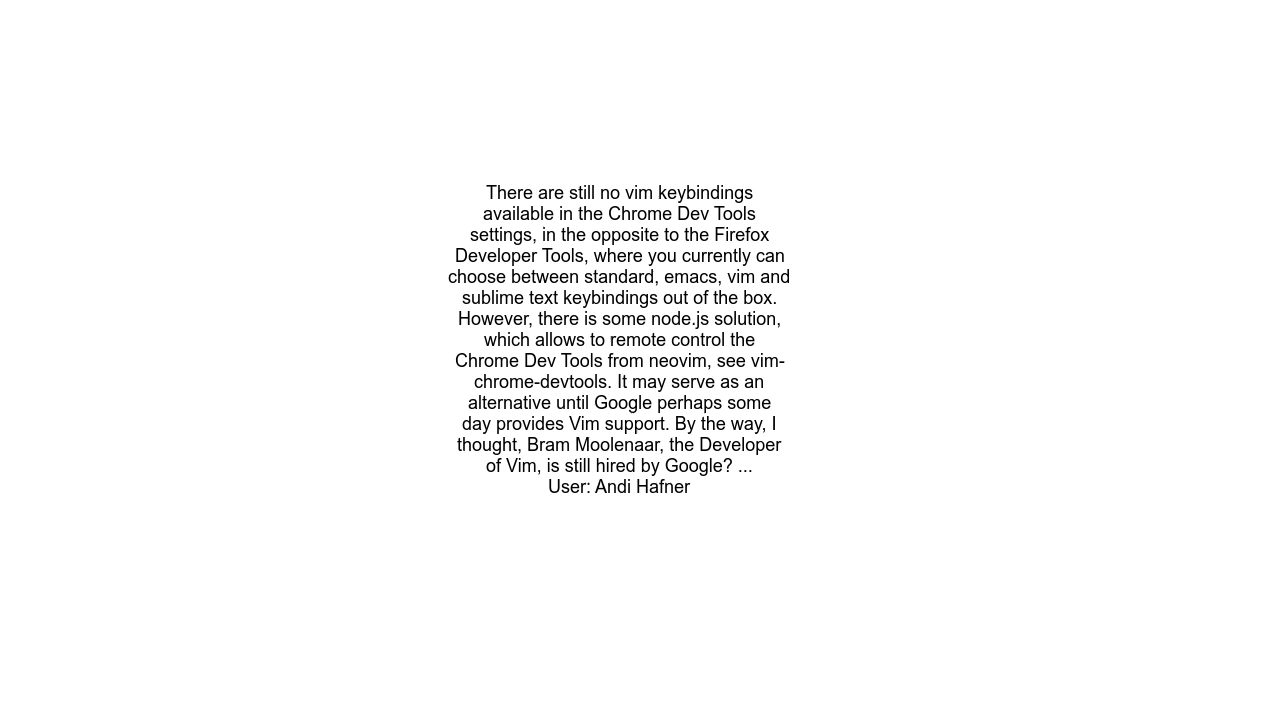 There are still no vim keybindings
available in the Chrome Dev Tools
settings, in the opposite to the Firefox
Developer Tools, where you currently can
choose between standard, emacs, vim and
sublime text keybindings out of the box.
However, there is some node.js solution,
which allows to remote control the
Chrome Dev Tools from neovim, see vim-
chrome-devtools. It may serve as an
alternative until Google perhaps some
day provides Vim support. By the way, I
thought, Bram Moolenaar, the Developer
of Vim, is still hired by Google? ...
User: Andi Hafner